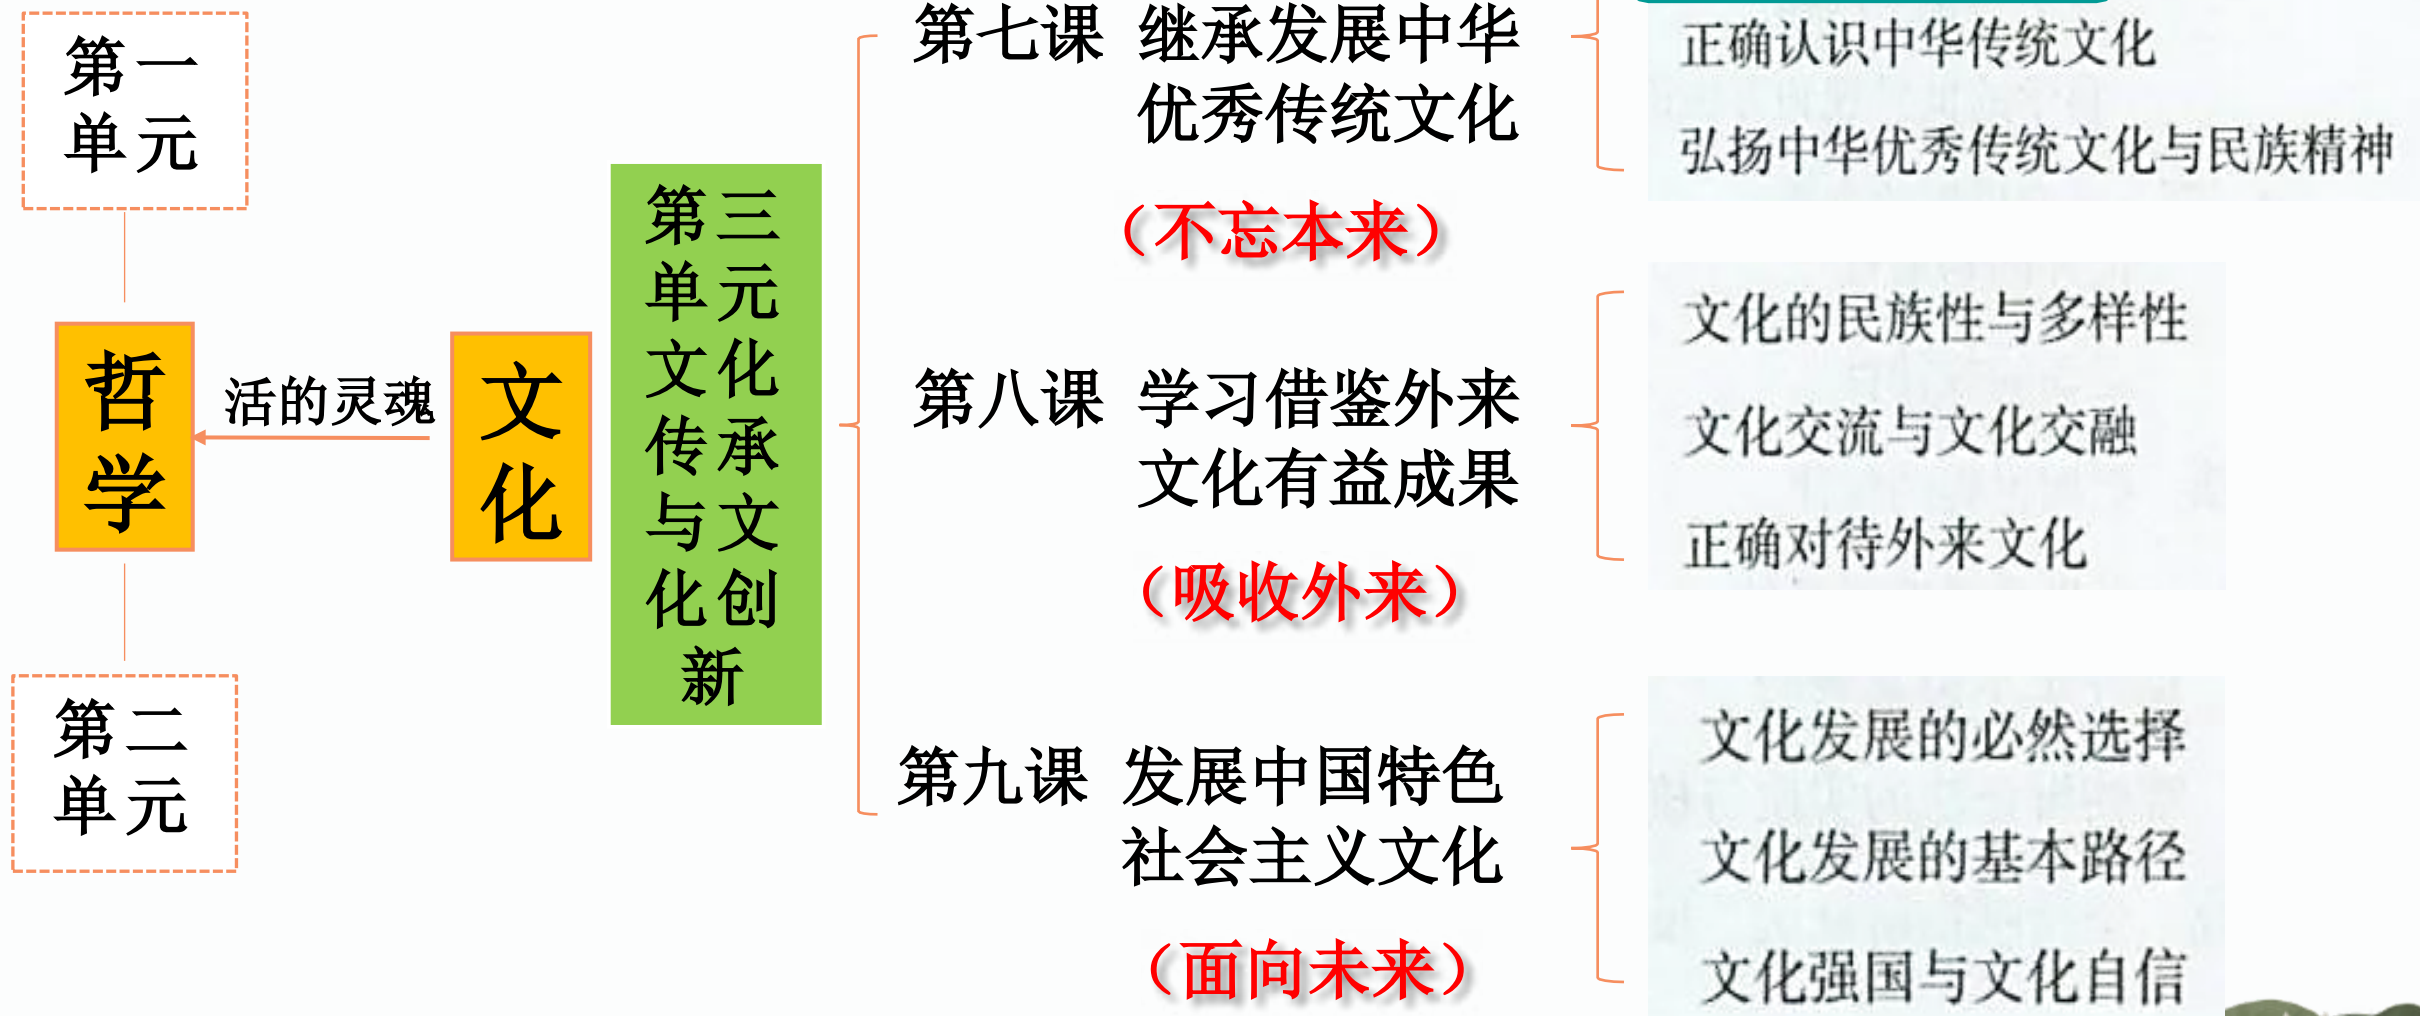 第一
单元
哲
学
第二
单元
活的灵魂
文
化
第三
单元
文化
传承
与文
化创
新
第七课 继承发展中华
优秀传统文化
（不忘本来）
正确认识中华传统文化
弘扬中华优秀传统文化与民族精神
第八课 学习借鉴外来
文化有益成果
（吸收外来）
文化的民族性与多样性
文化交流与文化交融
正确对待外来文化
第九课 发展中国特色
社会主义文化
（面向未来）
文化发展的必然选择
文化发展的基本路径
文化强国与文化自信